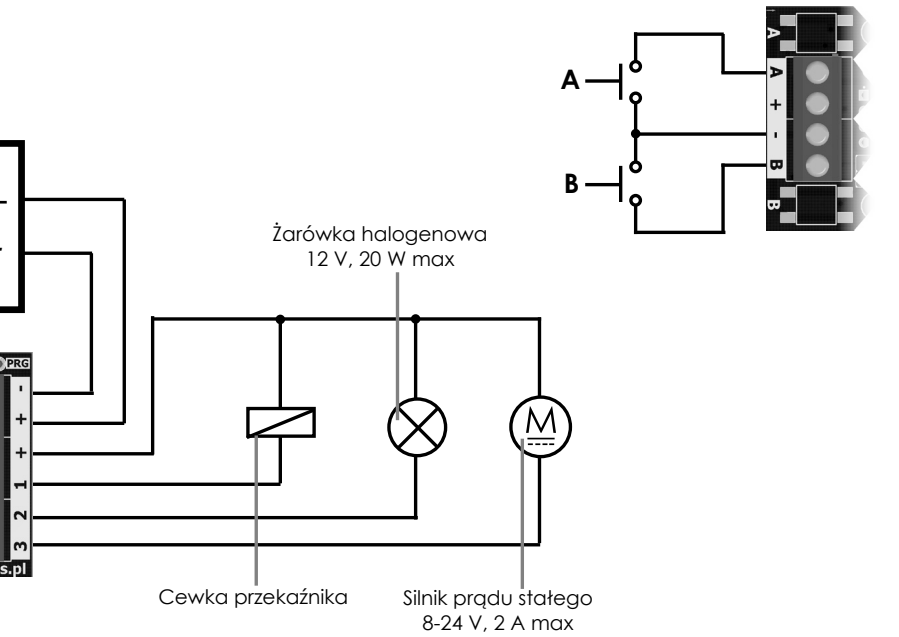 A
A
A
+
-
B
B
B
Żarówka halogenowa
12 V, 20 W max
PRG
-
+
+
1
2
3
s.pl
M
Cewka przekaźnika
Silnik prądu stałego
8-24 V, 2 A max